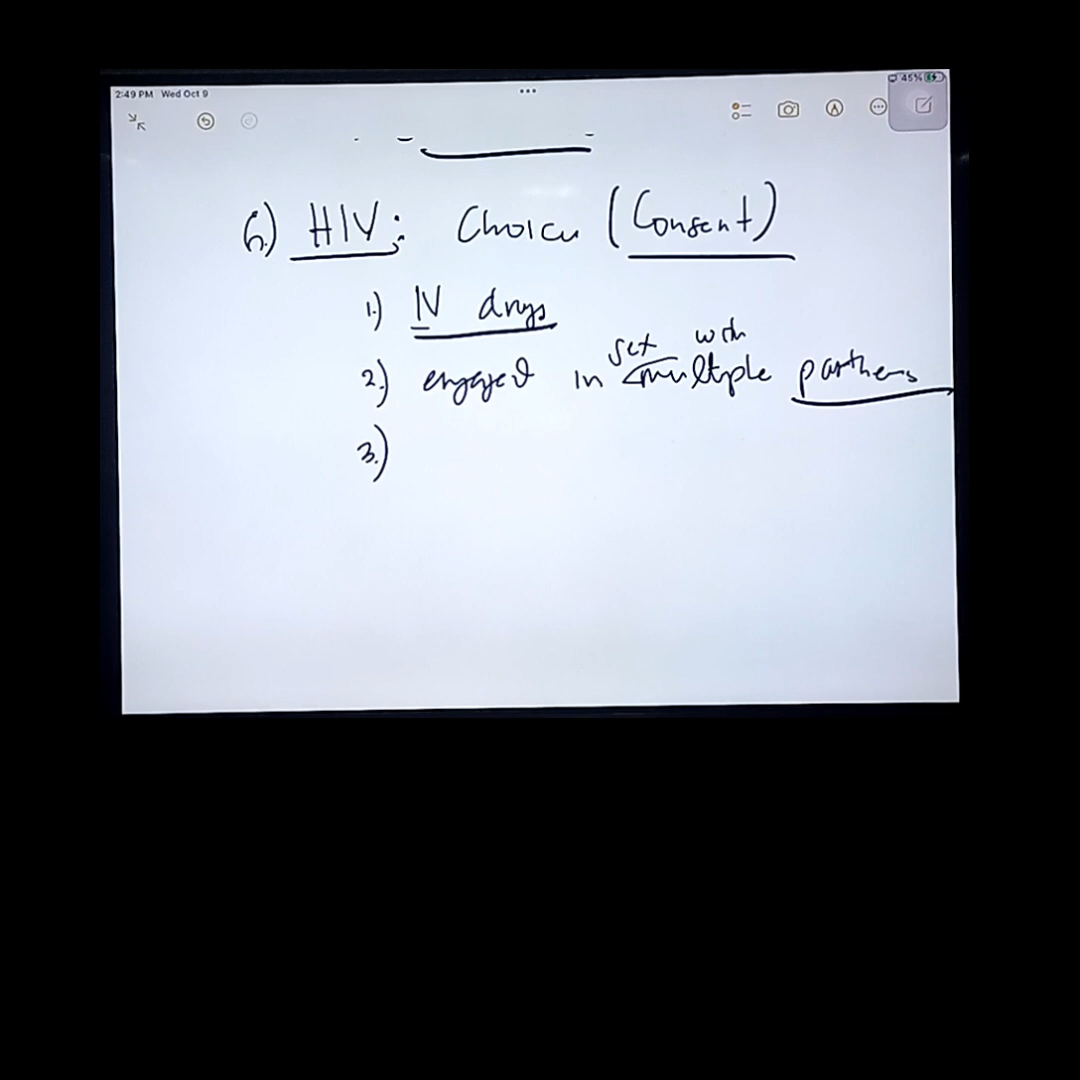 2:49 PM Wed Oct 9
45%
6.) HIV: Choice (Consent)
1.) IV drugs
2.) engaged in sex with multiple partners
3.)